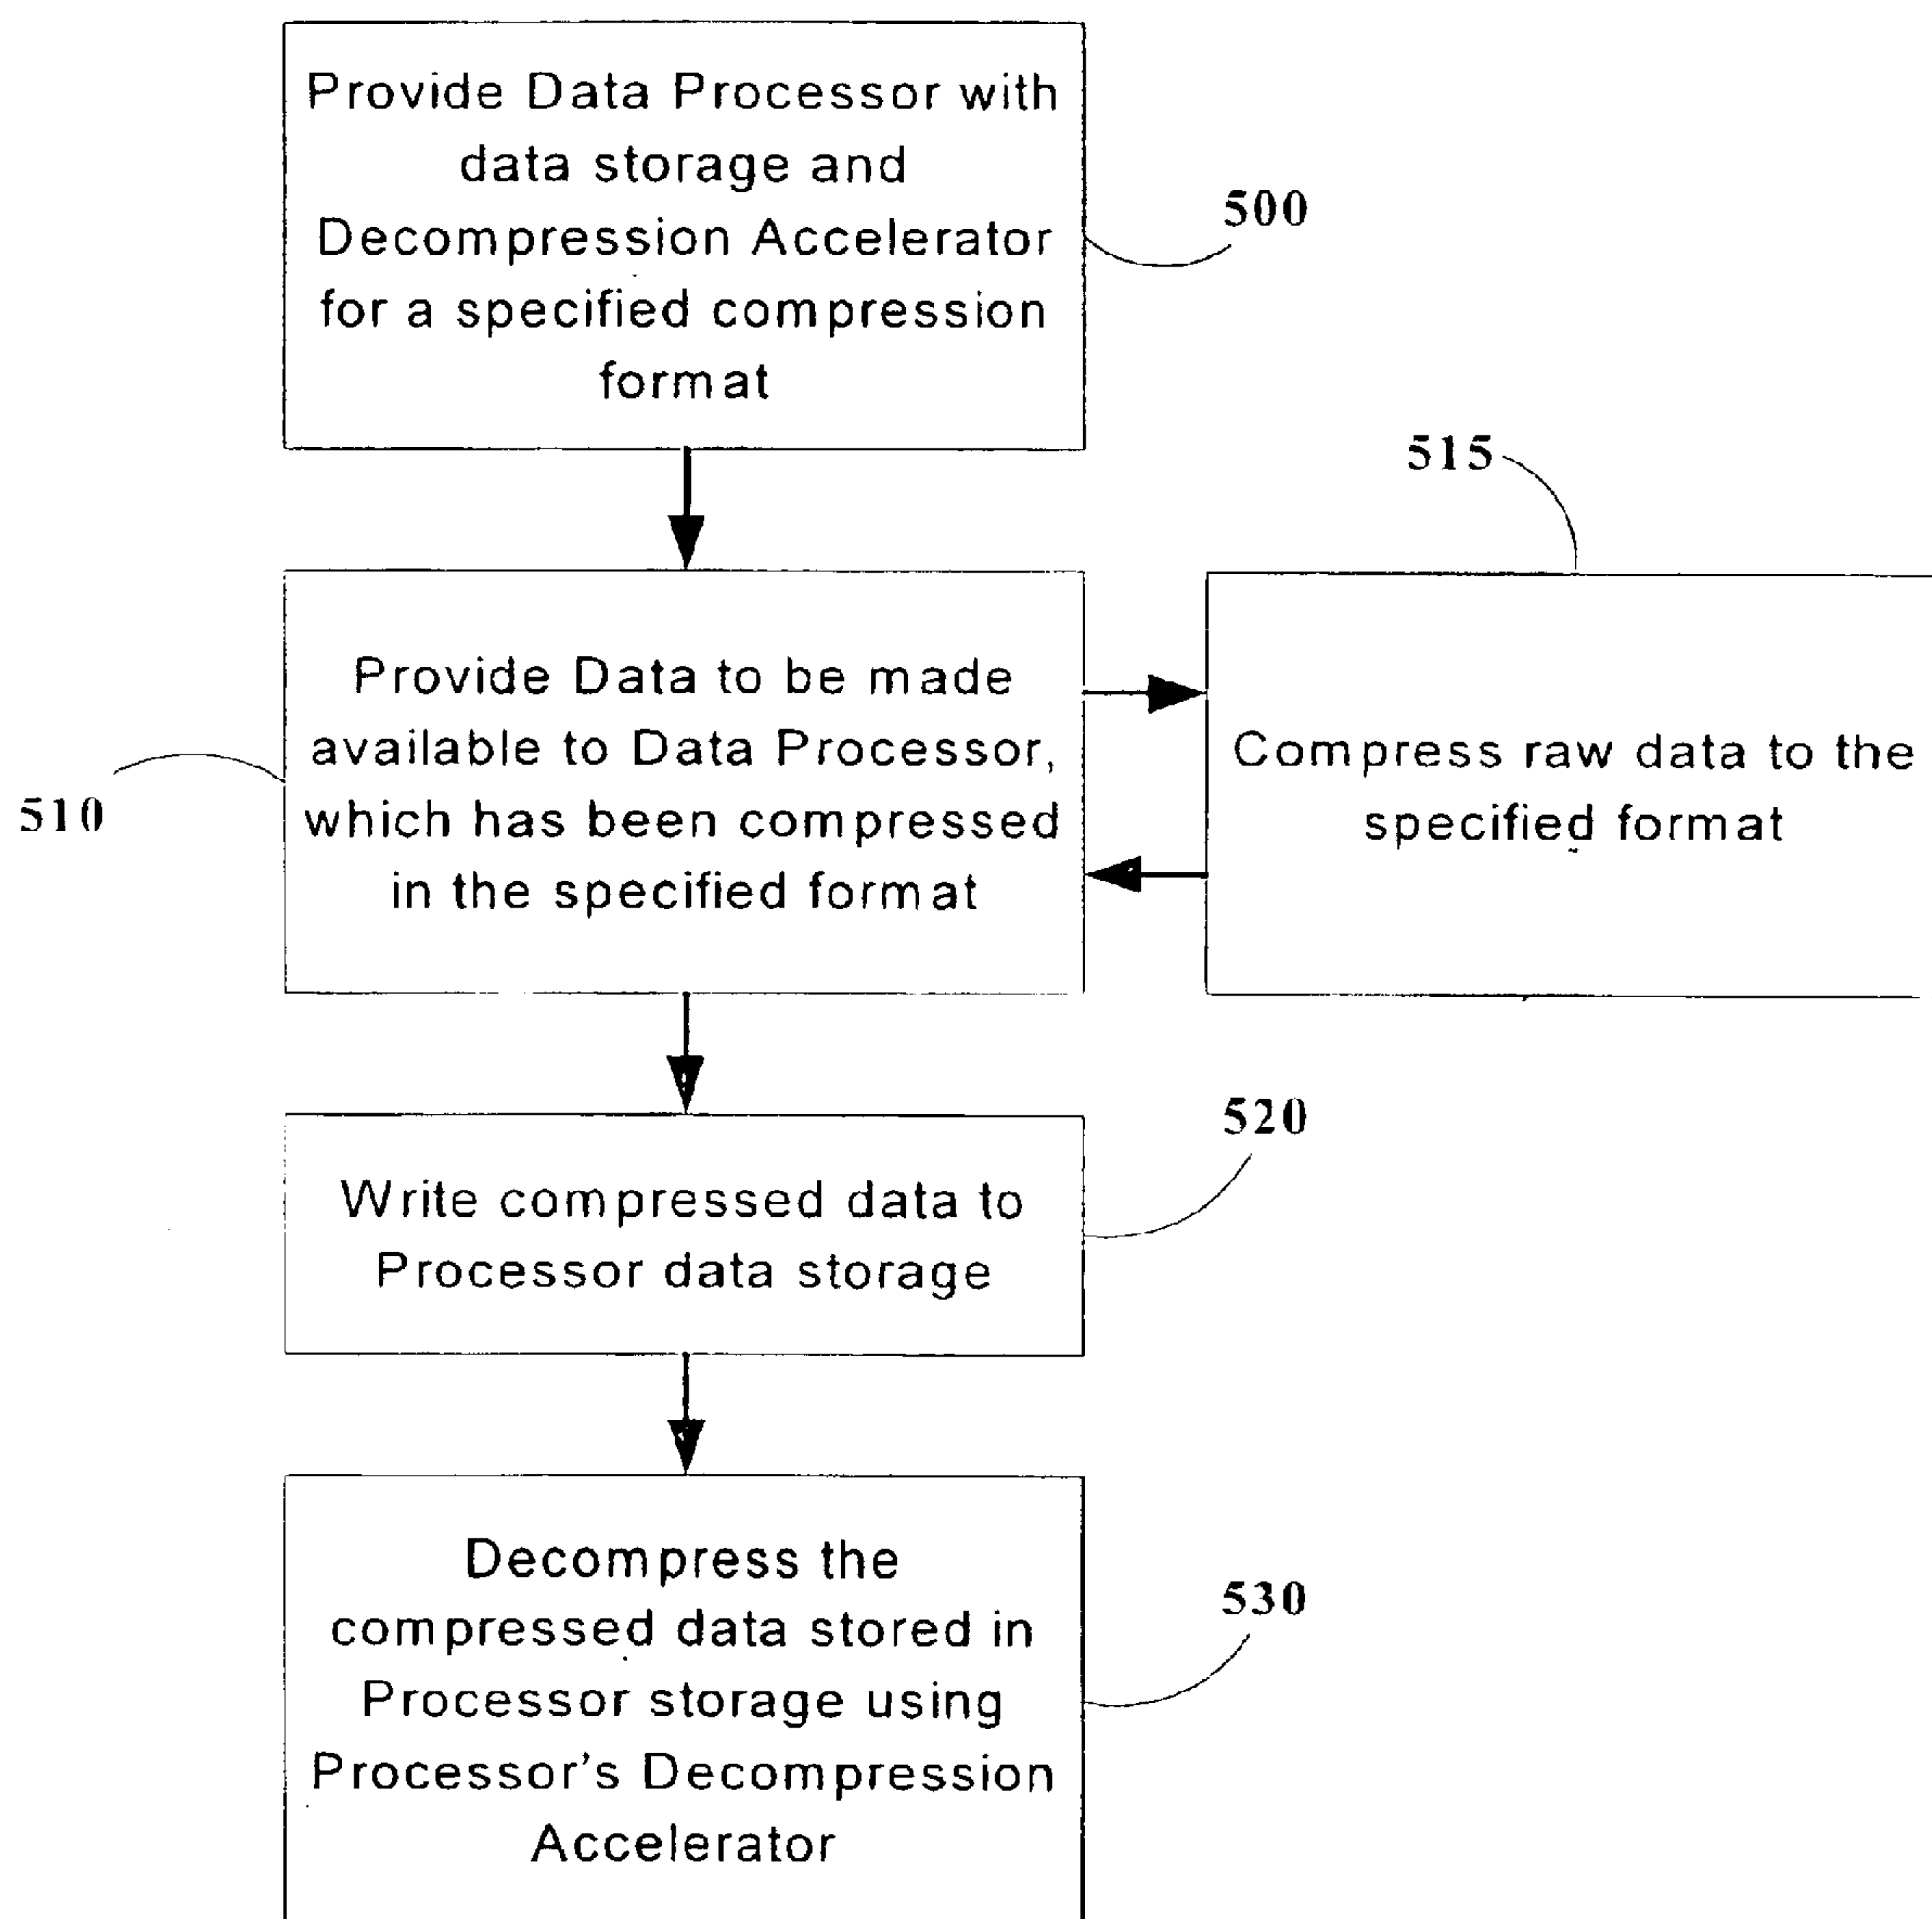 Provide Data Processor with
data storage and
Decompression Accelerator
for a specified compression
format
500
515
Provide Data to be made
available to Data Processor,
which has been compressed
in the specified format
510
Compress raw data to the
specified format
520
Write compressed data to
Processor data storage
Decompress the
compressed data stored in
Processor storage using
Processor's Decompression
Accelerator
530